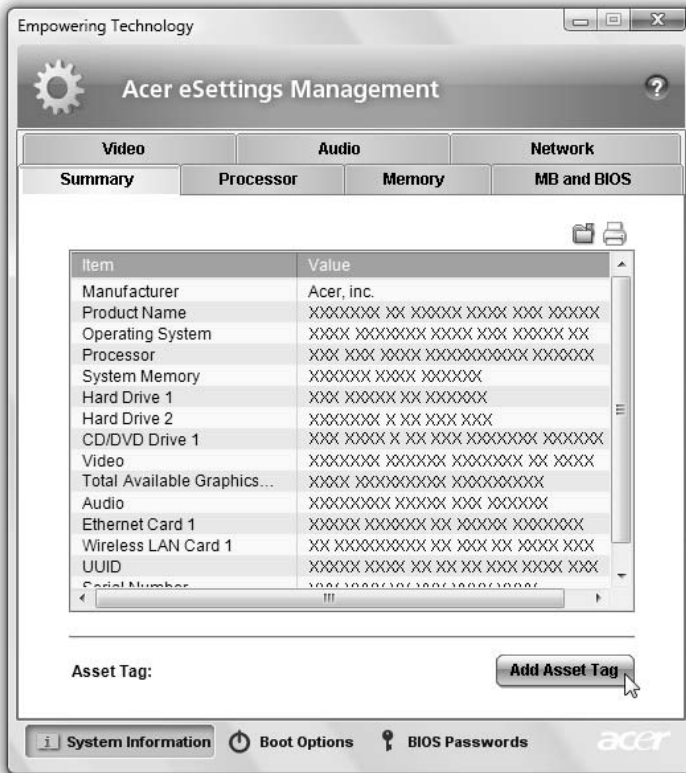 Empowering Technology
Acer eSettings Management
Video Audio Network
Summary Processor Memory MB and BIOS
Item Value
Manufacturer Acer, inc.
Product Name XXXXXXX XX XXXXX XXXX XXX XXXXX
Operating System XXXX XXXXXXX XXXX XXX XXXXX XX
Processor XXX XXX XXXX XXXXXXXXXX XXXXXX
System Memory XXXXXX XXXX XXXXXX
Hard Drive 1 XXX XXXXX XX XXXXXX
Hard Drive 2 XXXXXXX X XX XXX XXX
CD/DVD Drive 1 XXX XXXX X XX XXX XXXXXXX XXXXXX
Video XXXXXXX XXXXXX XXXXXXX XX XXXX
Total Available Graphics... XXXX XXXXXXXXXX XXXXXXXXX
Audio XXXXXXXX XXXXX XXX XXXXXX
Ethernet Card 1 XXXXX XXXXXX XX XXXXX XXXXXXX
Wireless LAN Card 1 XX XXXXXXXXX XX XXX XX XXXX XXX
UUID XXXXX XXXX XX XX XX XXX XXXX XXX
Serial Number
Asset Tag: Add Asset Tag
System Information Boot Options BIOS Passwords acer